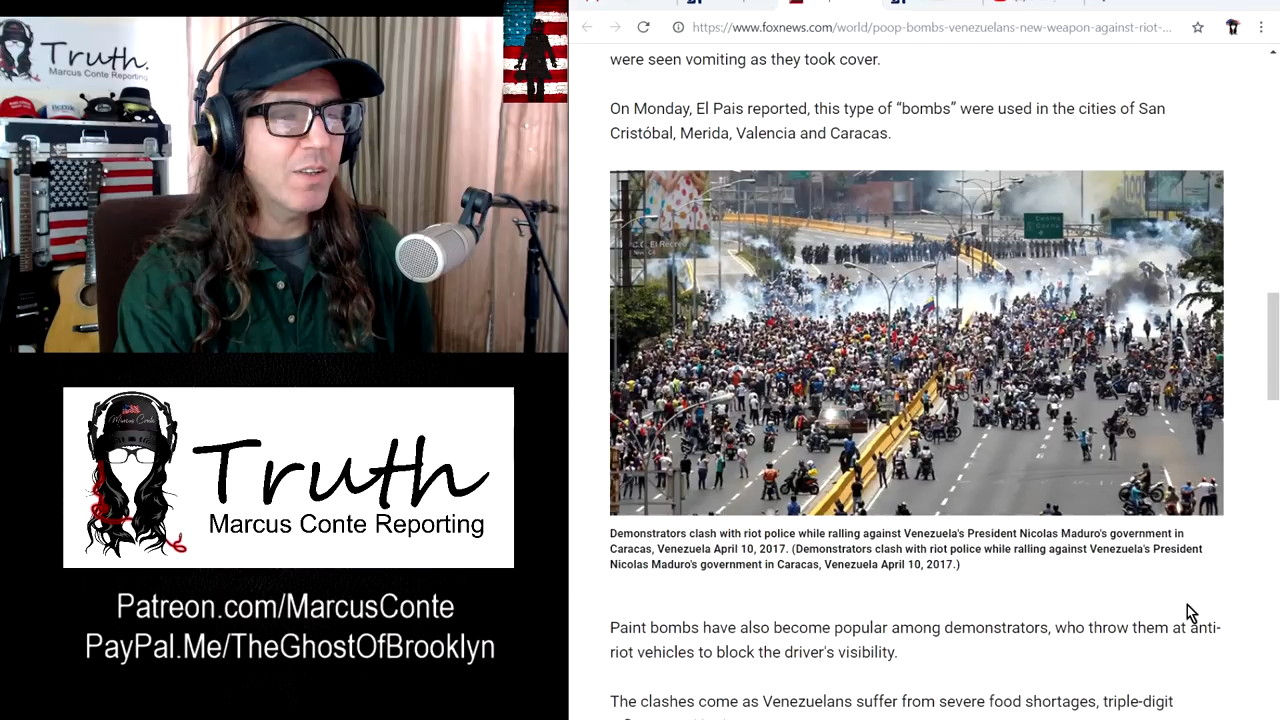 Truth.
Marcus Conte Reporting
Marcus Conte
Truth
Marcus Conte Reporting
Patreon.com/MarcusConte
PayPal.Me/TheGhostOfBrooklyn
https://www.foxnews.com/world/poop-bombs-venezuelans-new-weapon-against-riot-...
were seen vomiting as they took cover.
On Monday, El Pais reported, this type of “bombs” were used in the cities of San
Cristóbal, Merida, Valencia and Caracas.
C.C. El Recreo
Demonstrators clash with riot police while ralling against Venezuela's President Nicolas Maduro's government in
Caracas, Venezuela April 10, 2017. (Demonstrators clash with riot police while ralling against Venezuela's President
Nicolas Maduro's government in Caracas, Venezuela April 10, 2017.)
Paint bombs have also become popular among demonstrators, who throw them at anti-
riot vehicles to block the driver's visibility.
The clashes come as Venezuelans suffer from severe food shortages, triple-digit